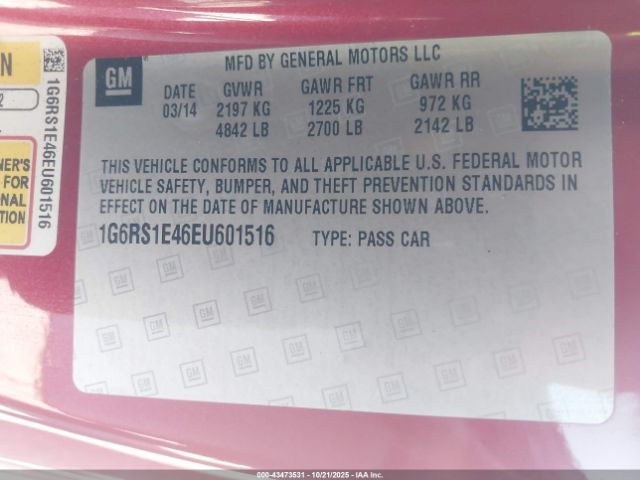 GM
MFD BY GENERAL MOTORS LLC
DATE GVWR GAWR FRT GAWR RR
03/14 2197 KG 1225 KG 972 KG
4842 LB 2700 LB 2142 LB
THIS VEHICLE CONFORMS TO ALL APPLICABLE U.S. FEDERAL MOTOR
VEHICLE SAFETY, BUMPER, AND THEFT PREVENTION STANDARDS IN
EFFECT ON THE DATE OF MANUFACTURE SHOWN ABOVE.
1G6RS1E46EU601516 TYPE: PASS CAR
1G6RS1E46EU601516
FOR
00-43473531 - 10/21/2025 - IAA Corp.